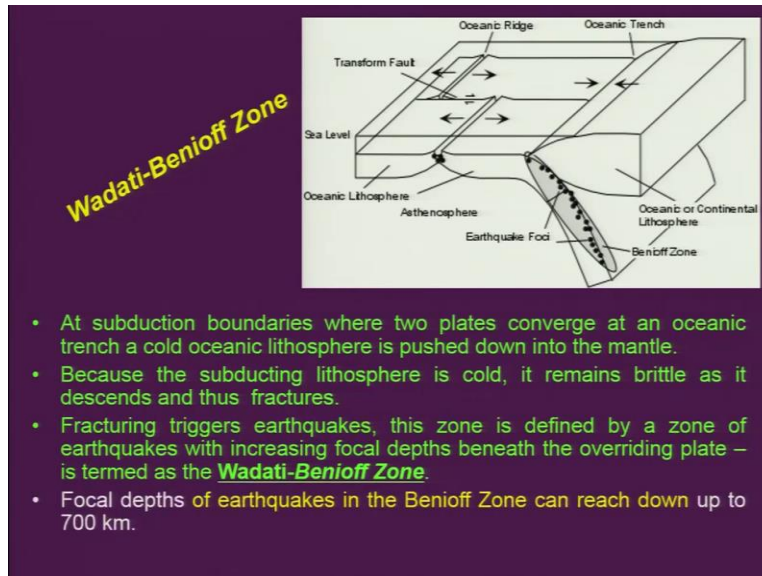 Wadati-Benioff Zone
Oceanic Ridge
Oceanic Trench
Transform Fault
Sea Level
Oceanic Lithosphere
Asthenosphere
Earthquake Foci
Oceanic or Continental
Lithosphere
Benioff Zone
• At subduction boundaries where two plates converge at an oceanic
trench a cold oceanic lithosphere is pushed down into the mantle.
• Because the subducting lithosphere is cold, it remains brittle as it
descends and thus fractures.
• Fracturing triggers earthquakes, this zone is defined by a zone of
earthquakes with increasing focal depths beneath the overriding plate –
is termed as the Wadati-Benioff Zone.
• Focal depths of earthquakes in the Benioff Zone can reach down up to
700 km.